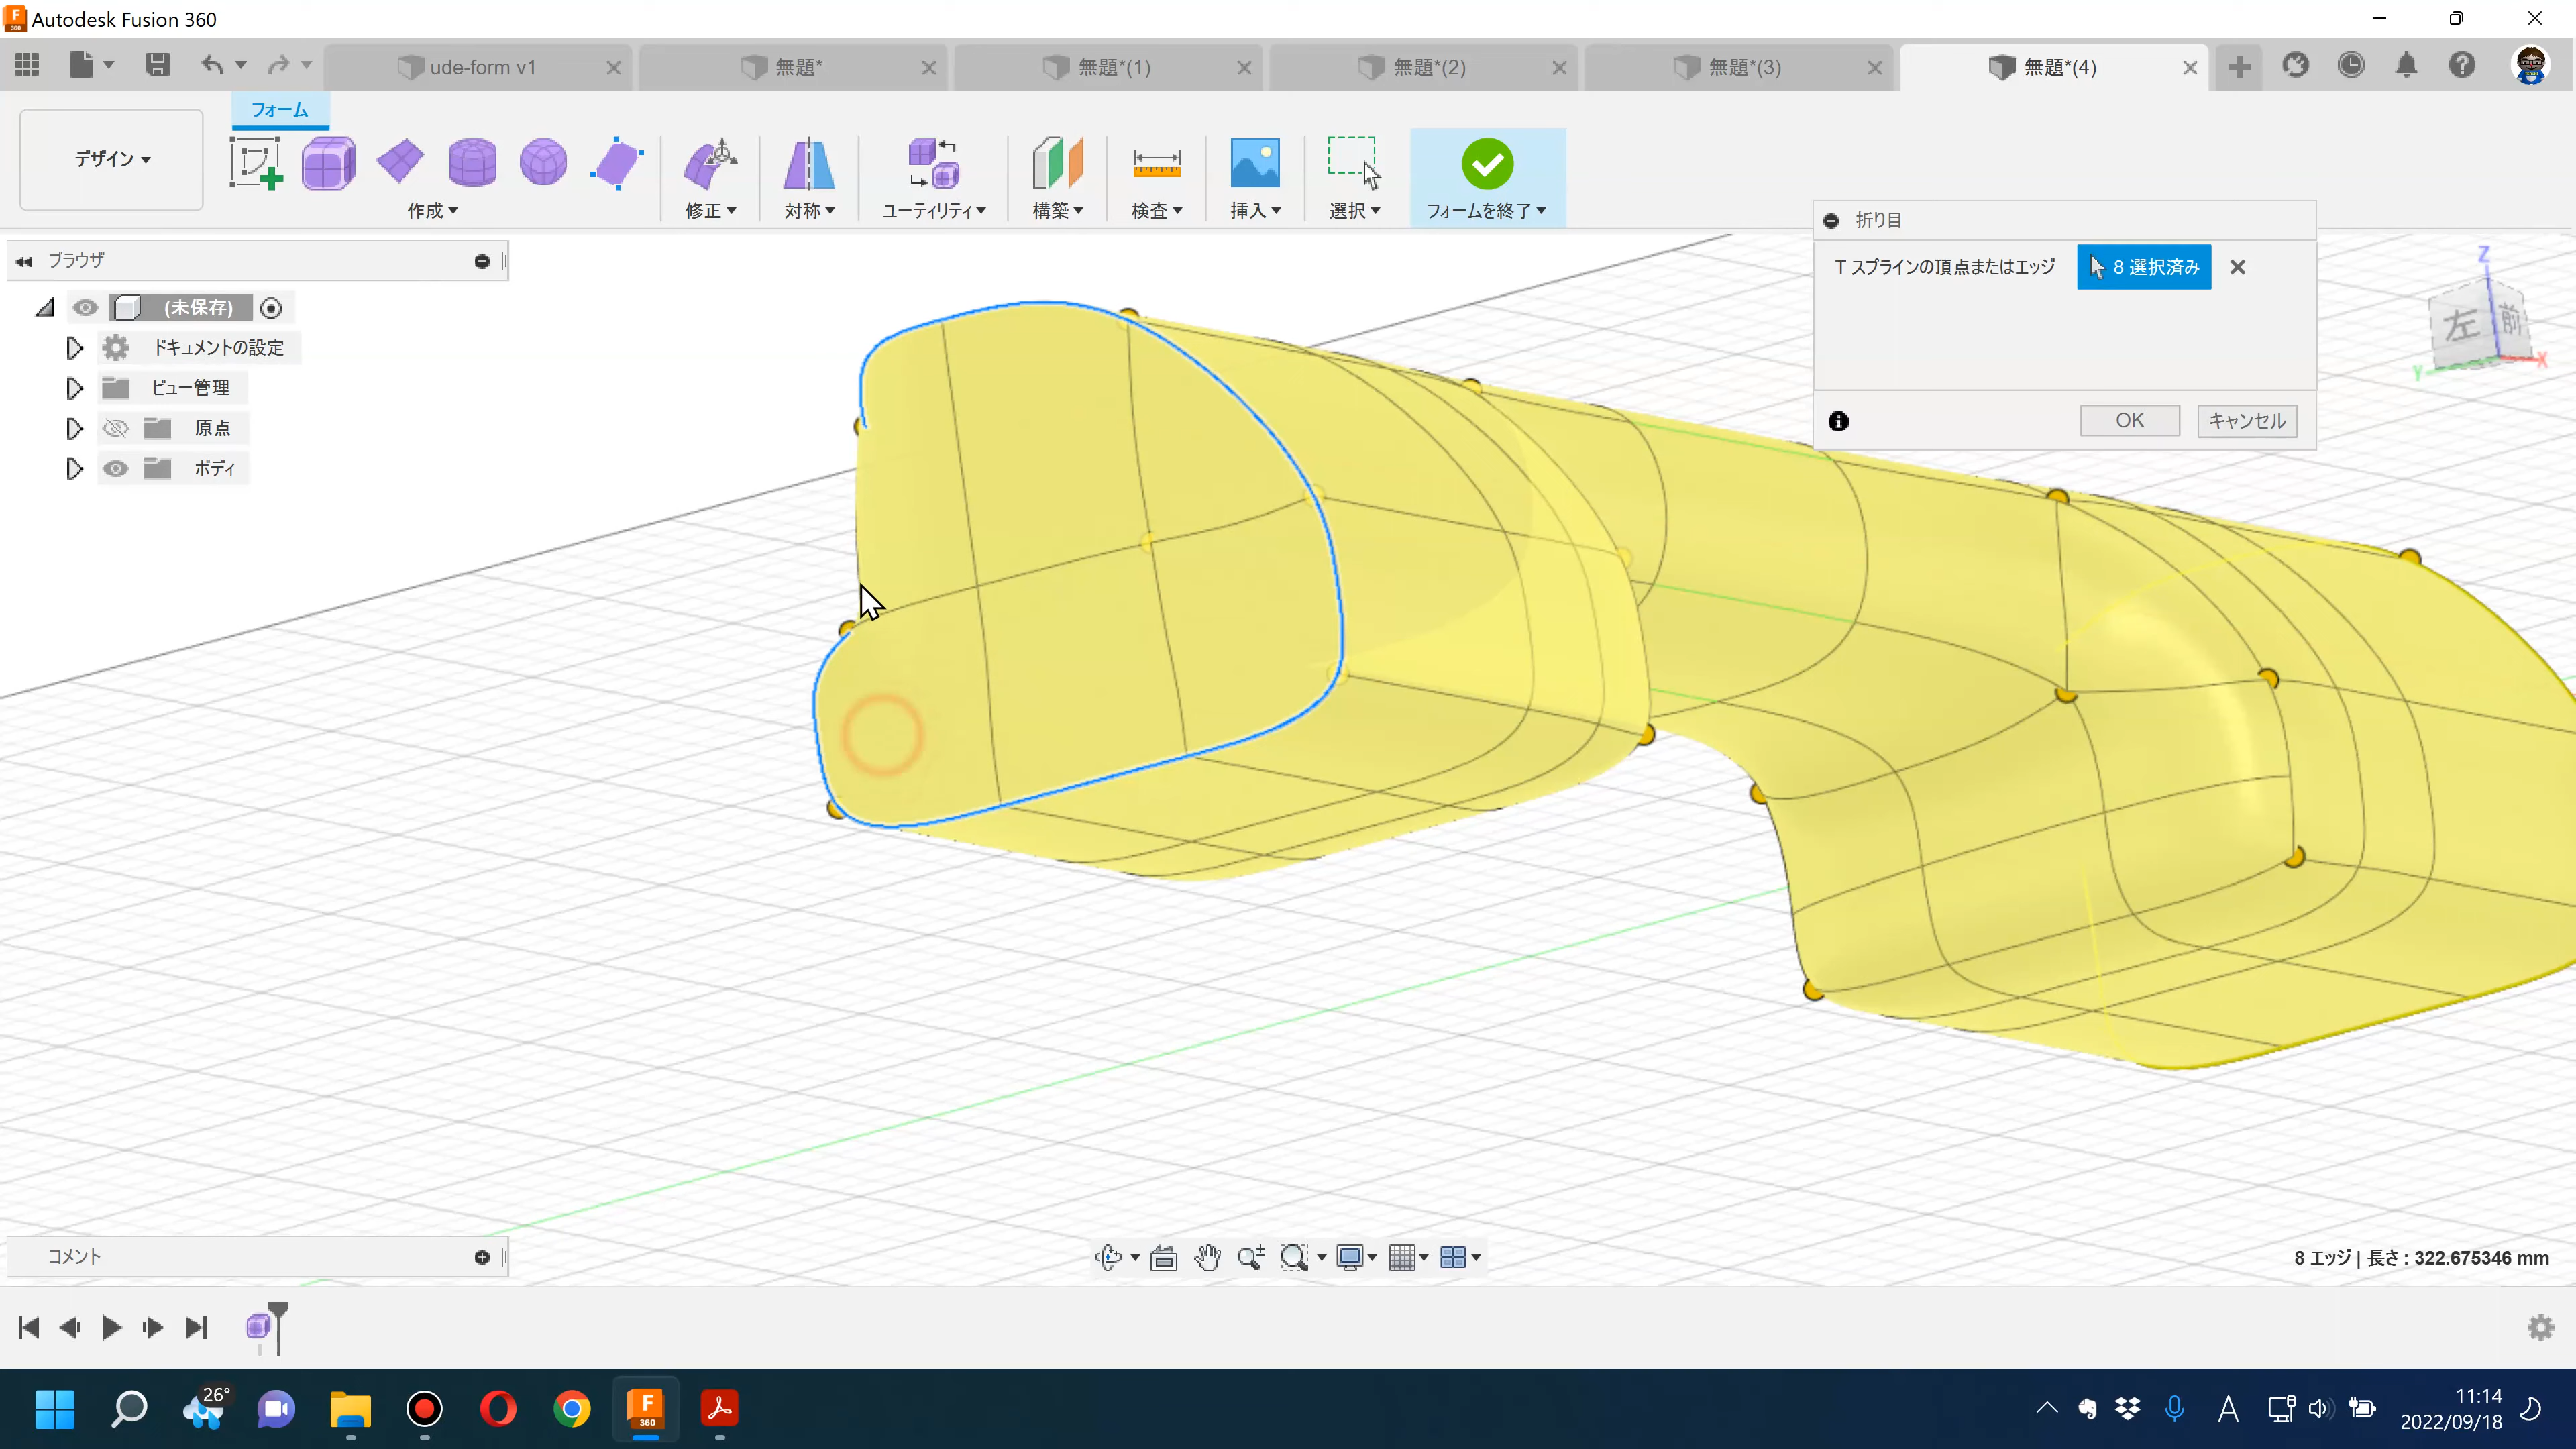 Autodesk Fusion 360
ude-form v1
無題*
無題*(1)
無題*(2)
無題*(3)
無題*(4)
フォーム
デザイン
作成
修正
対称
ユーティリティ
構築
検査
挿入
選択
フォームを終了
折り目
T スプラインの頂点またはエッジ
8 選択済み
OK
キャンセル
ブラウザ
(未保存)
ドキュメントの設定
ビュー管理
原点
ボディ
Z
左
前
Y
X
コメント
8 エッジ | 長さ : 322.675346 mm
26°
F
360
A
11:14
2022/09/18